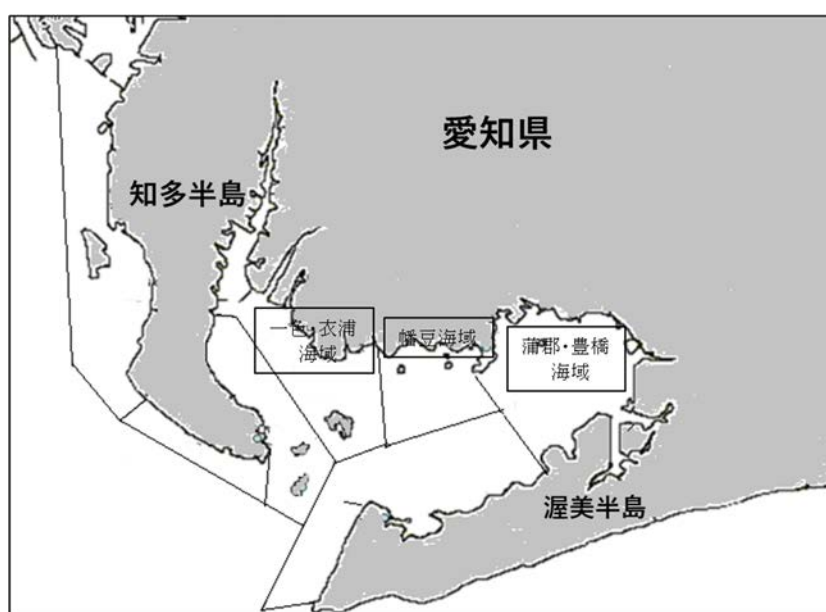 愛知県
知多半島
一色・衣浦
海域
幡豆海域
蒲郡・豊橋
海域
渥美半島